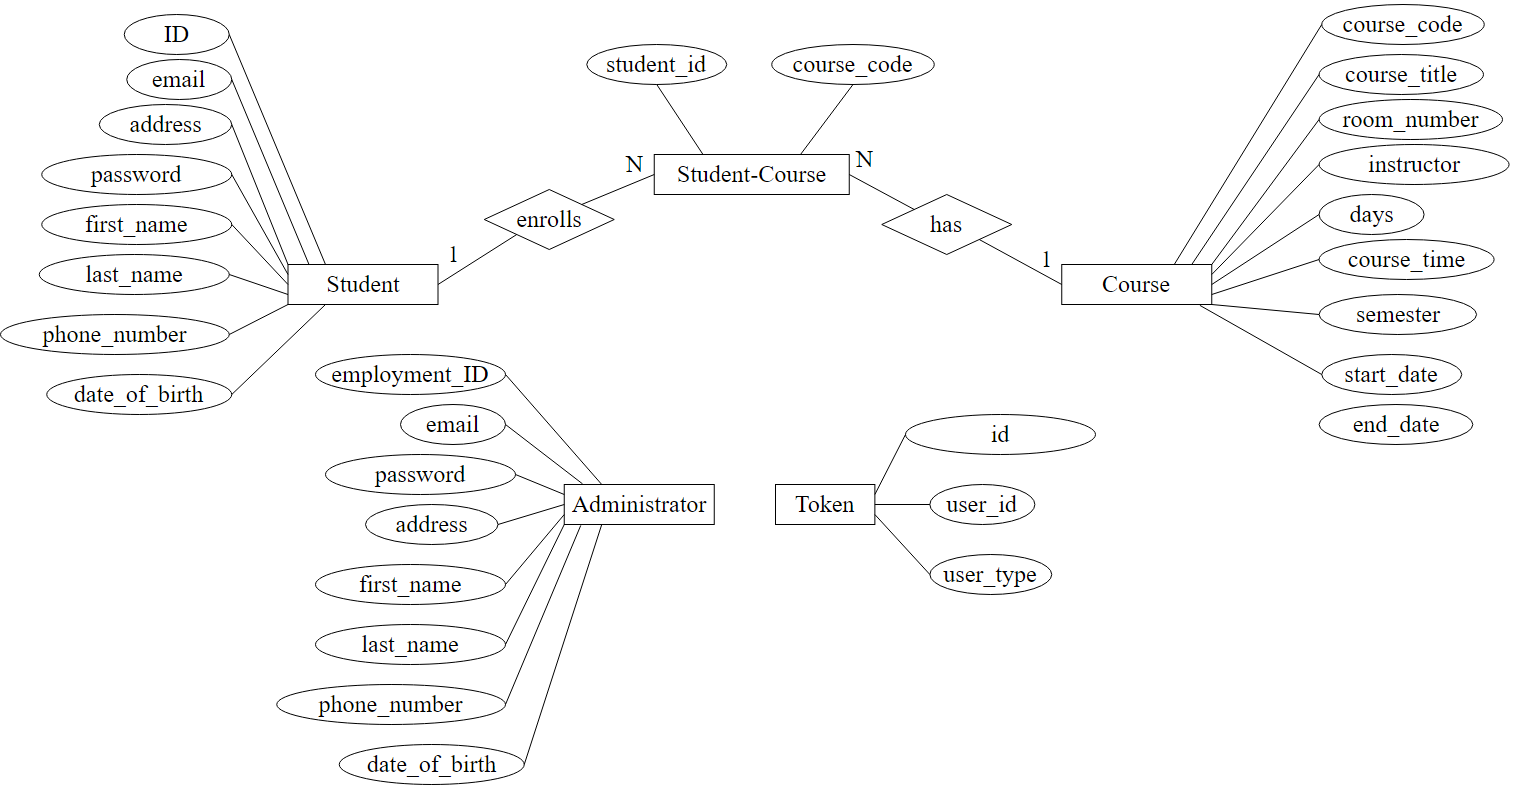 ID
email
address
password
first_name
last_name
phone_number
date_of_birth
Student
1
enrolls
N
student_id
course_code
Student-Course
N
has
1
Course
course_code
course_title
room_number
instructor
days
course_time
semester
start_date
end_date
employment_ID
email
password
address
first_name
last_name
phone_number
date_of_birth
Administrator
Token
id
user_id
user_type